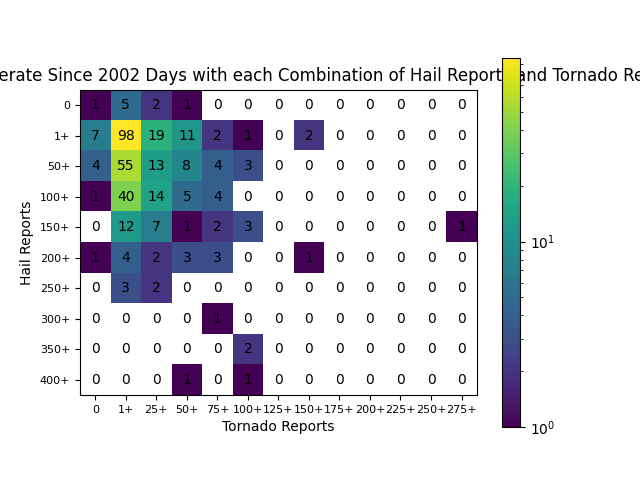 erate Since 2002 Days with each Combination of Hail Reports and Tornado Re
0 1 5 2 1 0 0 0 0 0 0 0 0 0
1+ 7 98 19 11 2 1 0 2 0 0 0 0 0
50+ 4 55 13 8 4 3 0 0 0 0 0 0 0
100+ 1 40 14 5 4 0 0 0 0 0 0 0 0
150+ 0 12 7 1 2 3 0 0 0 0 0 0 1
200+ 1 4 2 3 3 0 0 1 0 0 0 0 0
250+ 0 3 2 0 0 0 0 0 0 0 0 0 0
300+ 0 0 0 0 1 0 0 0 0 0 0 0 0
350+ 0 0 0 0 0 2 0 0 0 0 0 0 0
400+ 0 0 0 1 0 1 0 0 0 0 0 0 0
0 1+ 25+ 50+ 75+ 100+ 125+ 150+ 175+ 200+ 225+ 250+ 275+
Tornado Reports
Hail Reports
10¹
10⁰